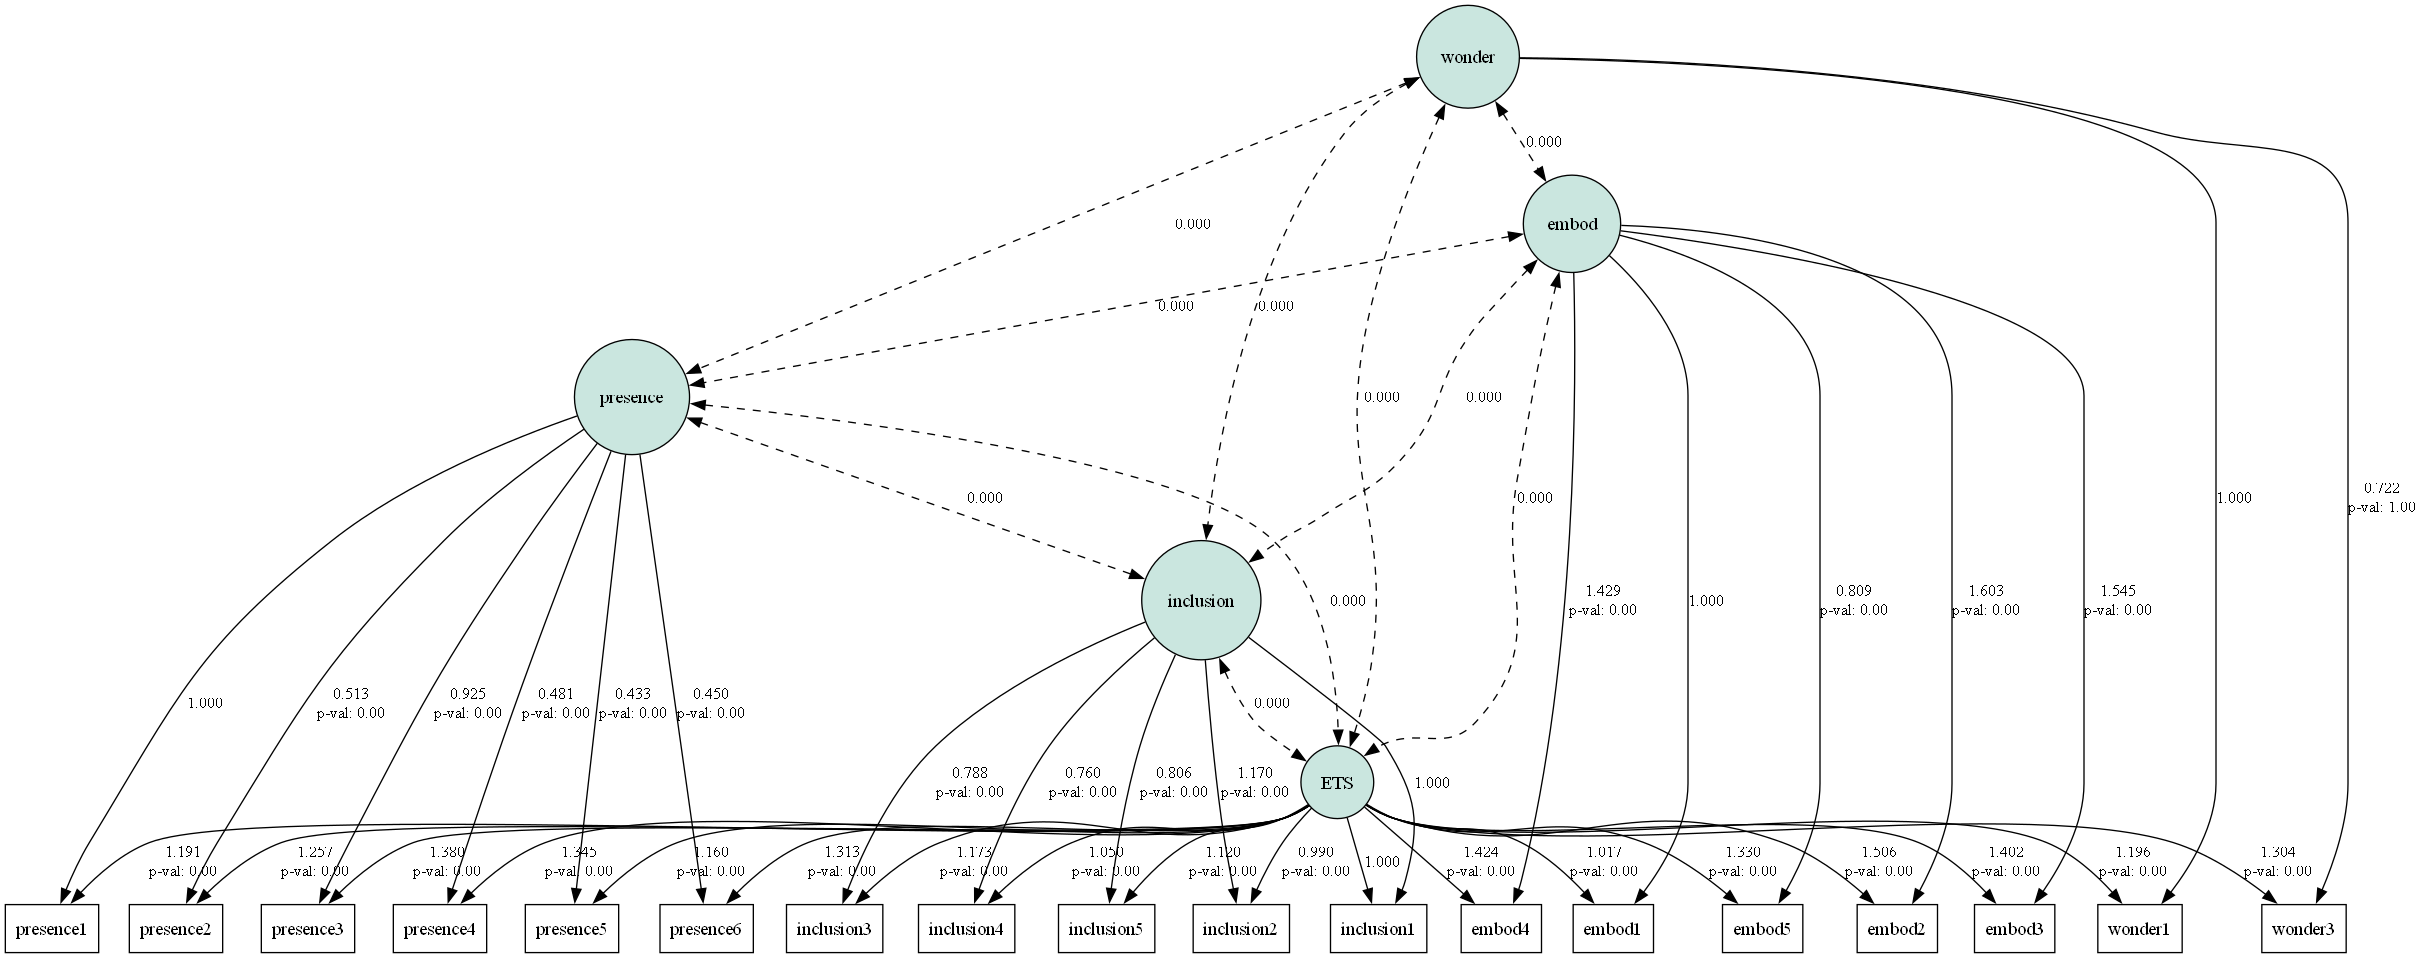 wonder
0.000
embod
0.000
0.000
0.000
presence
0.000
0.000
0.000
0.000
0.722
p-val: 1.00
1.000
inclusion
0.000
1.429
p-val: 0.00
1.000
0.809
p-val: 0.00
1.603
p-val: 0.00
1.545
p-val: 0.00
1.000
0.513
p-val: 0.00
0.925
p-val: 0.00
0.481
p-val: 0.00
0.433
p-val: 0.00
0.450
p-val: 0.00
0.000
0.788
p-val: 0.00
0.760
p-val: 0.00
0.806
p-val: 0.00
1.170
p-val: 0.00
ETS
1.000
1.191
p-val: 0.00
1.257
p-val: 0.00
1.380
p-val: 0.00
1.345
p-val: 0.00
1.160
p-val: 0.00
1.313
p-val: 0.00
1.173
p-val: 0.00
1.050
p-val: 0.00
1.120
p-val: 0.00
0.990
p-val: 0.00
1.000
1.424
p-val: 0.00
1.017
p-val: 0.00
1.330
p-val: 0.00
1.506
p-val: 0.00
1.402
p-val: 0.00
1.196
p-val: 0.00
1.304
p-val: 0.00
presence1
presence2
presence3
presence4
presence5
presence6
inclusion3
inclusion4
inclusion5
inclusion2
inclusion1
embod4
embod1
embod5
embod2
embod3
wonder1
wonder3